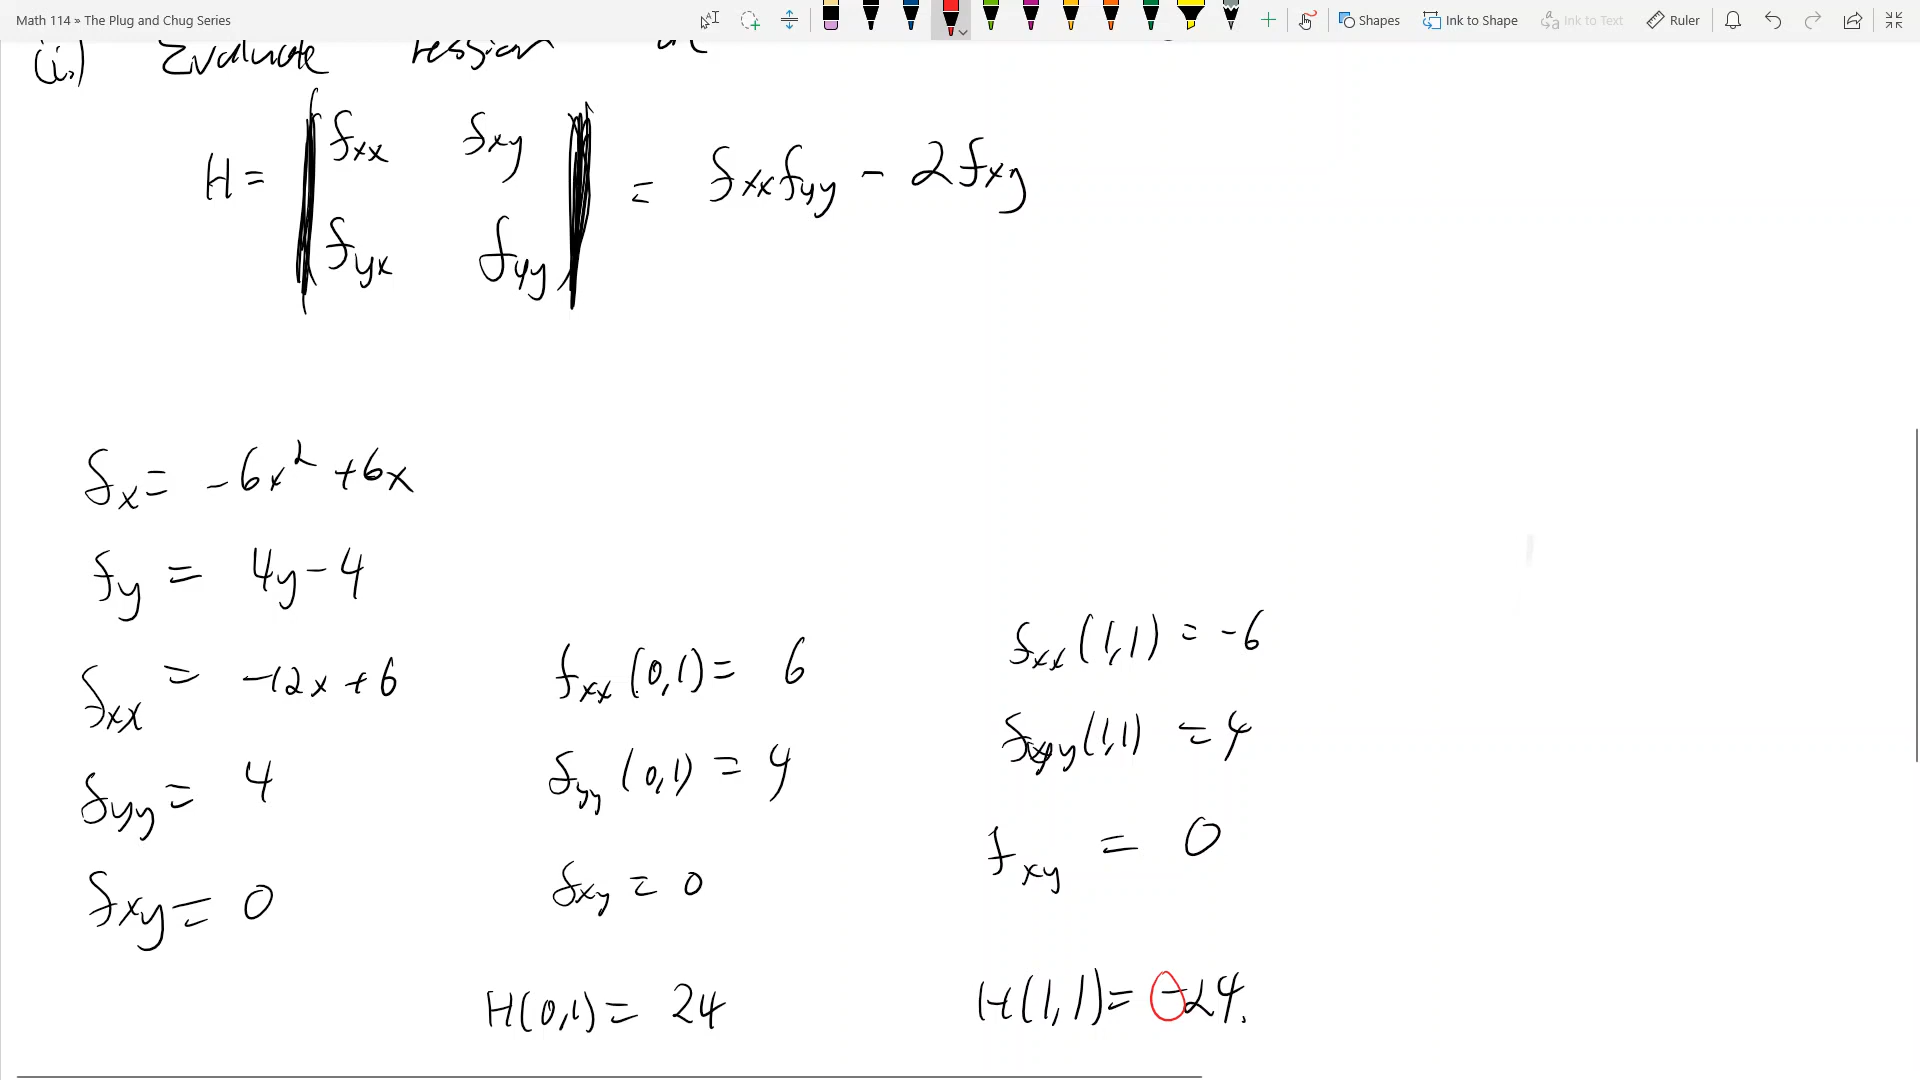 Math 114 » The Plug and Chug Series
Shapes Ink to Shape Ink to Text Ruler
(ii) Evaluate
H = | fxx fxy | = fxx fyy - 2fxy
| fyx fyy |
fx = -6x² + 6x
fy = 4y - 4
fxx = -12x + 6
fyy = 4
fxy = 0
fxx (0,1) = 6
fyy (0,1) = 4
fxy = 0
H(0,1) = 24
fxx (1,1) = -6
fyy (1,1) = 4
fxy = 0
H(1,1) = -24.